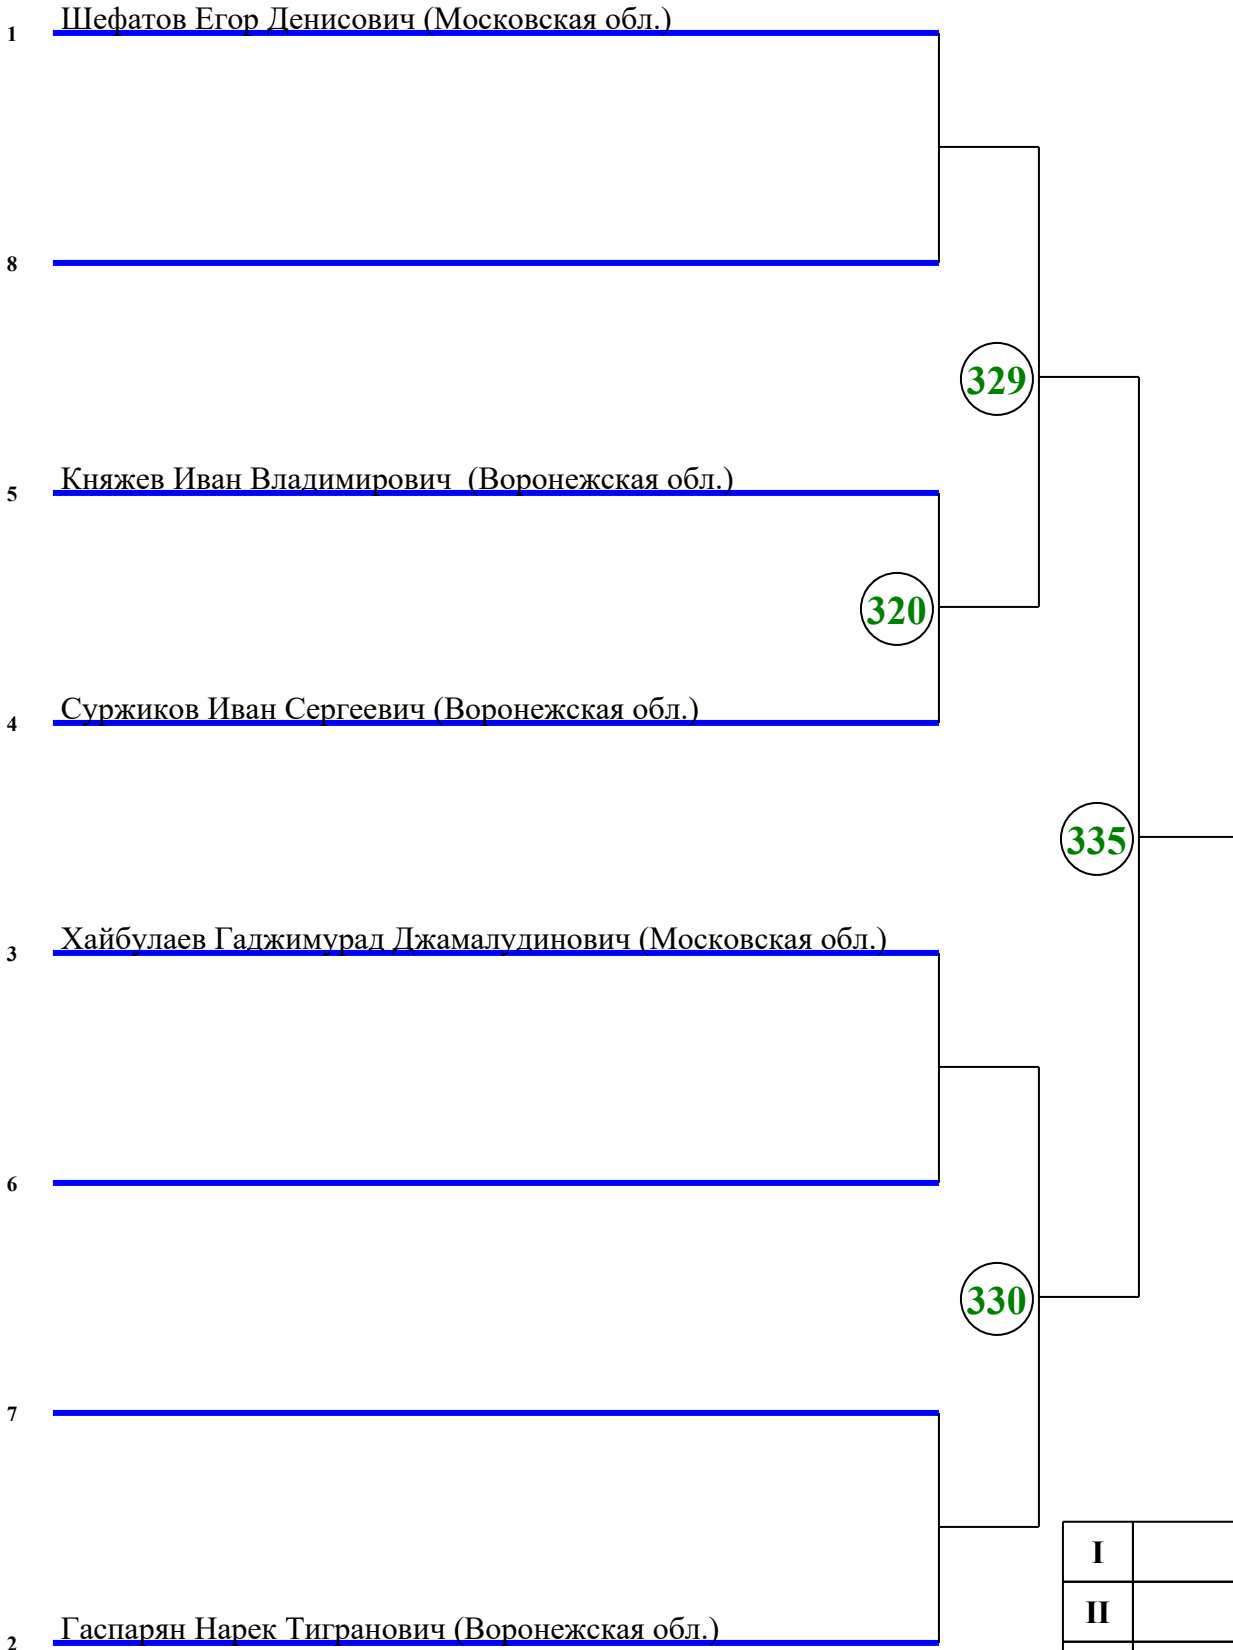 1 Шефатов Егор Денисович (Московская обл.)
8
329
5 Княжев Иван Владимирович (Воронежская обл.)
320
4 Суржиков Иван Сергеевич (Воронежская обл.)
335
3 Хайбулаев Гаджимурад Джамалудинович (Московская обл.)
6
330
7
I
II
2 Гаспарян Нарек Тигранович (Воронежская обл.)